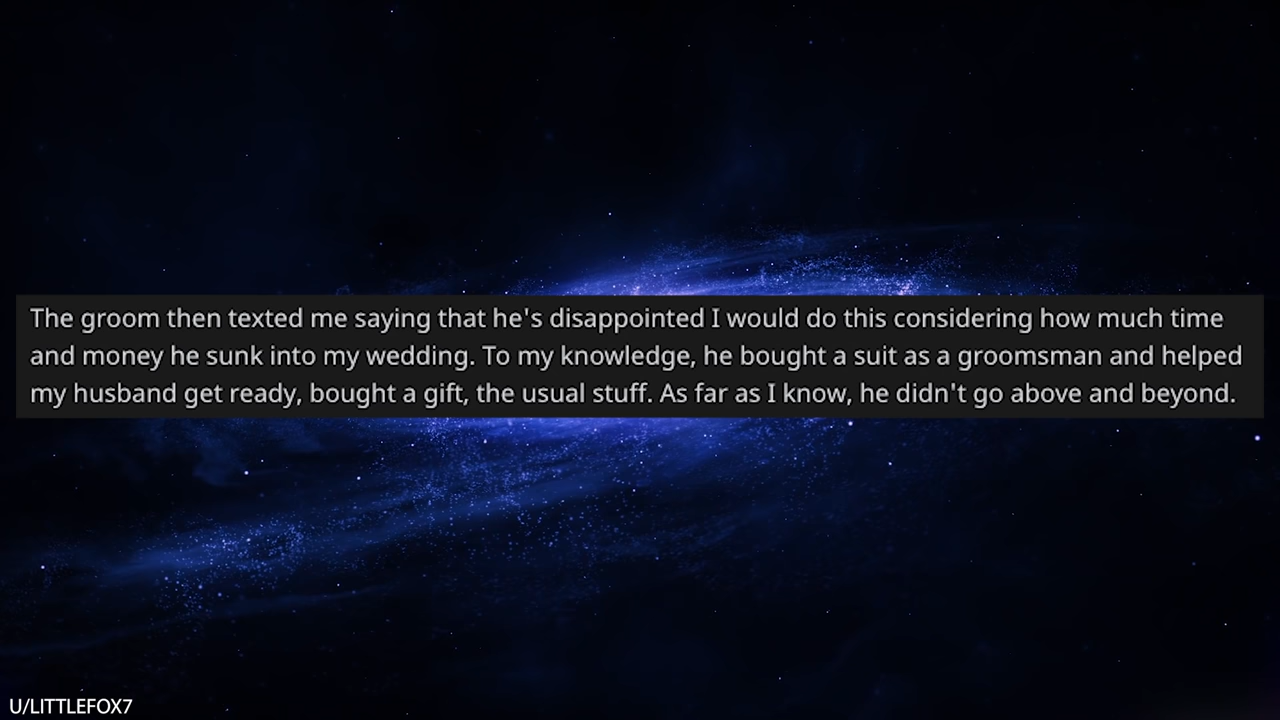 The groom then texted me saying that he's disappointed I would do this considering how much time
and money he sunk into my wedding. To my knowledge, he bought a suit as a groomsman and helped
my husband get ready, bought a gift, the usual stuff. As far as I know, he didn't go above and beyond.
U/LITTLEFOX7